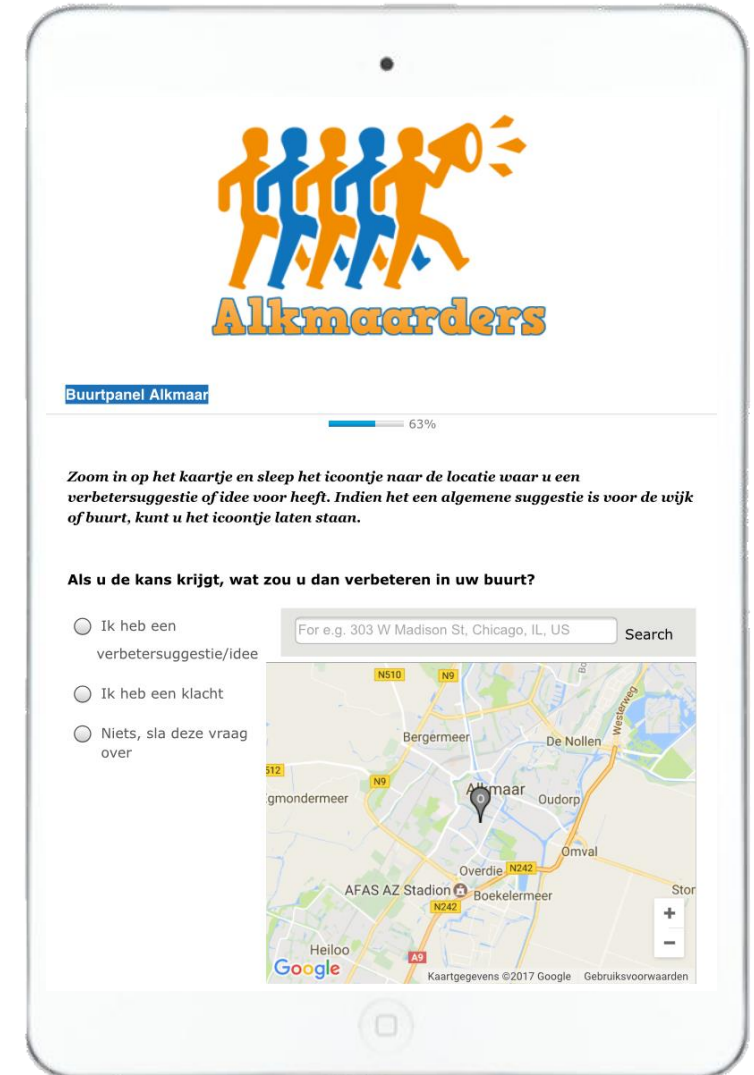 Alkmaarders
Buurtpanel Alkmaar
63%
Zoom in op het kaartje en sleep het icoontje naar de locatie waar u een
verbetersuggestie of idee voor heeft. Indien het een algemene suggestie is voor de wijk
of buurt, kunt u het icoontje laten staan.
Als u de kans krijgt, wat zou u dan verbeteren in uw buurt?
Ik heb een
verbetersuggestie/idee
Ik heb een klacht
Niets, sla deze vraag
over
For e.g. 303 W Madison St, Chicago, IL, US
Search
N510
N9
Westerweg
Bergermeer
De Nollen
512
N9
gmondermeer
Alkmaar
0
Oudorp
Omval
Overdie
N242
AFAS AZ Stadion
Boekelermeer
Stor
N242
+
−
Heiloo
A9
Google
Kaartgegevens ©2017 Google
Gebruiksvoorwaarden